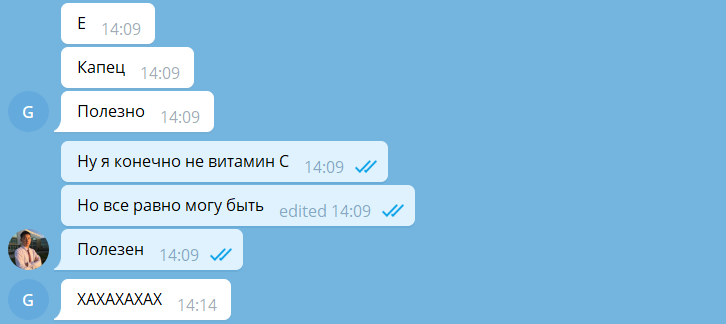 Е 14:09
Капец 14:09
G Полезно 14:09
Ну я конечно не витамин С 14:09
Но все равно могу быть edited 14:09
Полезен 14:09
G ХАХАХАХАХ 14:14